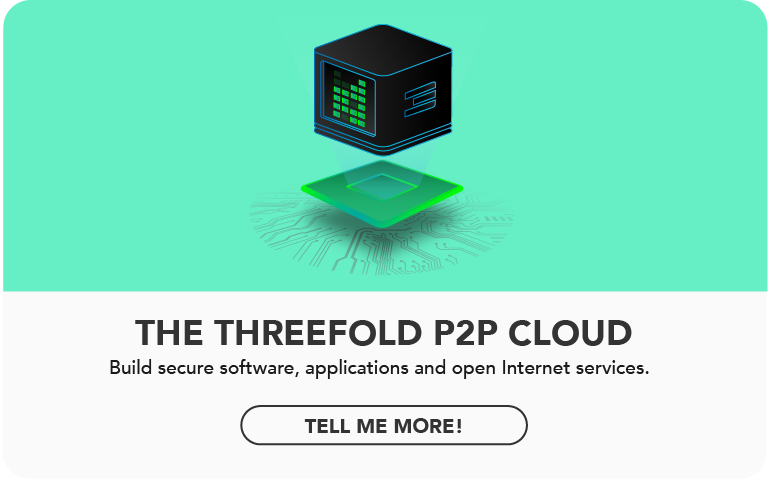 THE THREEFOLD P2P CLOUD
Build secure software, applications and open Internet services.
TELL ME MORE!